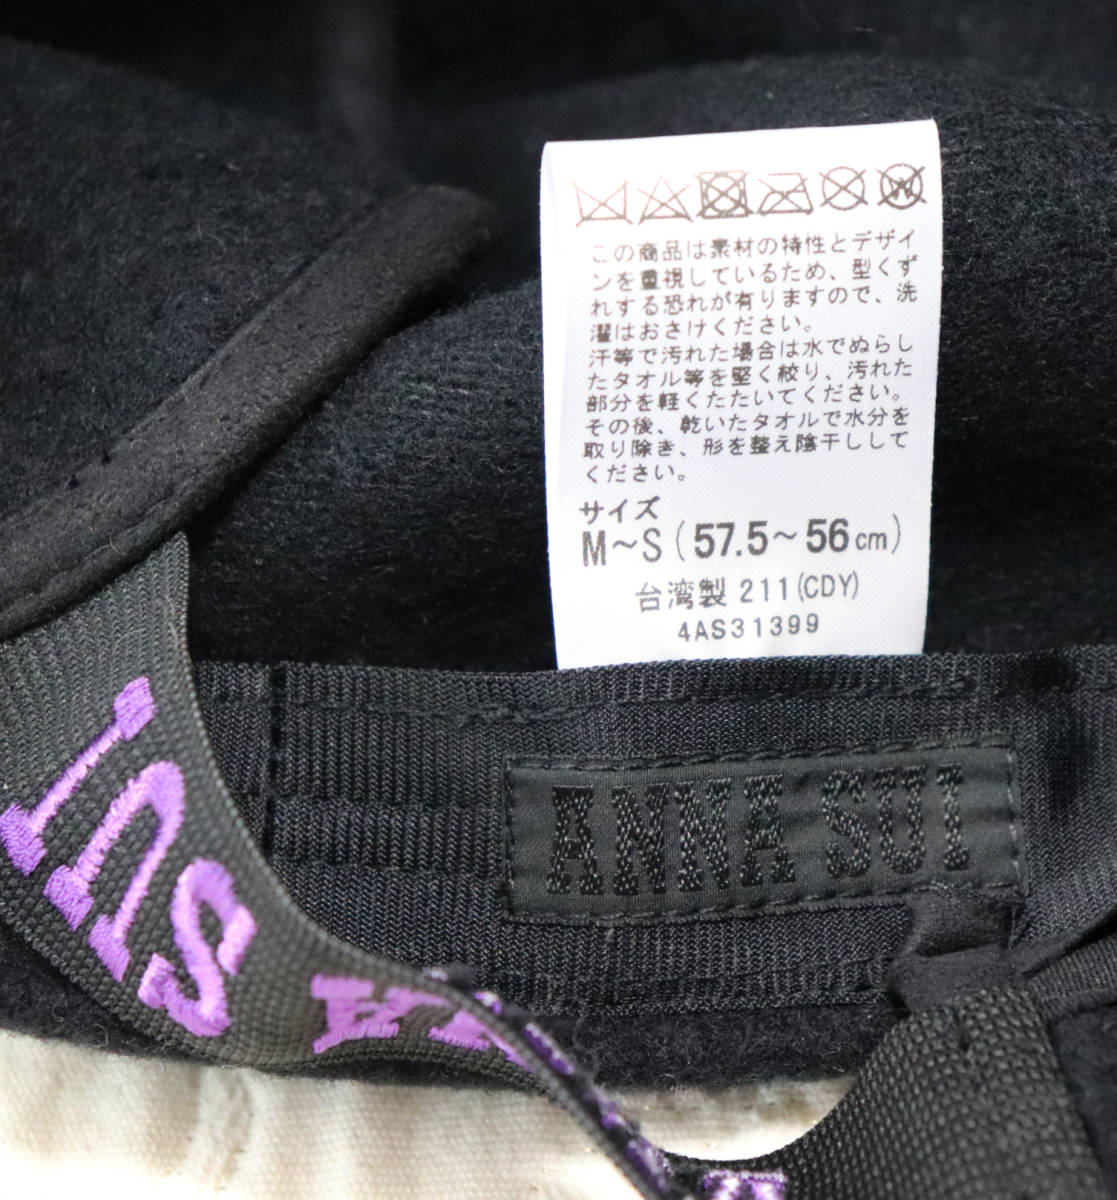 この商品は素材の特性とデザイ
ンを重視しているため、型くず
れする恐れが有りますので、洗
濯はおさけください。
汗等で汚れた場合は水でぬらし
たタオル等を堅く絞り、汚れた
部分を軽くたたいてください。
その後、乾いたタオルで水分を
取り除き、形を整え陰干ししして
ください。
サイズ
M～S（57.5～56cm）
台湾製 211(CDY)
4AS31399
ANNA SUI
SUI